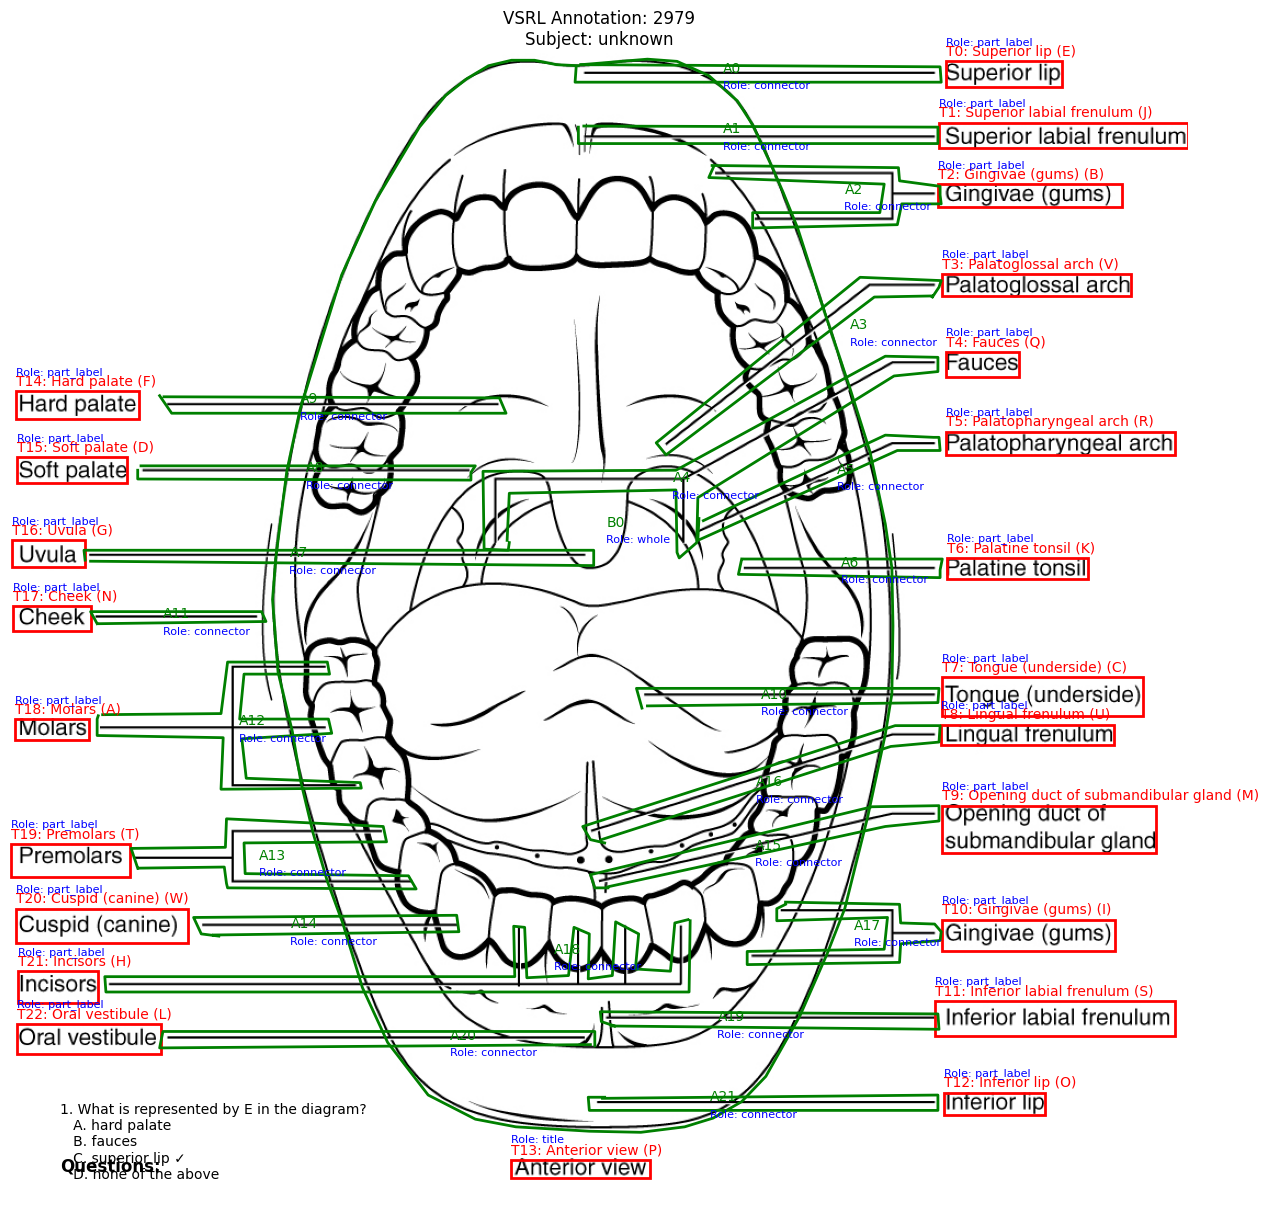 VSRL Annotation: 2979
Subject: unknown
Role: part_label
T0: Superior lip (E)
Superior lip
A0
Role: connector
Role: part_label
T1: Superior labial frenulum (J)
Superior labial frenulum
A1
Role: connector
Role: part_label
T2: Gingivae (gums) (B)
Gingivae (gums)
A2
Role: connector
Role: part_label
T3: Palatoglossal arch (V)
Palatoglossal arch
A3
Role: connector
Role: part_label
T4: Fauces (Q)
Fauces
Role: part_label
T14: Hard palate (F)
Hard palate
A9
Role: connector
Role: part_label
T5: Palatopharyngeal arch (R)
Palatopharyngeal arch
Role: part_label
T15: Soft palate (D)
Soft palate
Role: connector
A4
Role: connector
Role: connector
Role: part_label
T16: Uvula (G)
Uvula
A7
Role: connector
B0
Role: whole
Role: part_label
T6: Palatine tonsil (K)
Palatine tonsil
A6
Role: connector
Role: part_label
T17: Cheek (N)
Cheek
A11
Role: connector
Role: part_label
T7: Tongue (underside) (C)
Tongue (underside)
A10
Role: connector
Role: part_label
T18: Molars (A)
Molars
A12
Role: connector
Role: part_label
T8: Lingual frenulum (U)
Lingual frenulum
A16
Role: connector
Role: part_label
T9: Opening duct of submandibular gland (M)
Opening duct of
submandibular gland
A15
Role: connector
Role: part_label
T19: Premolars (T)
Premolars
A13
Role: connector
Role: part_label
T20: Cuspid (canine) (W)
Cuspid (canine)
A14
Role: connector
Role: part_label
T10: Gingivae (gums) (I)
Gingivae (gums)
A17
Role: connector
Role: part_label
T21: Incisors (H)
Incisors
A18
Role: connector
Role: part_label
T11: Inferior labial frenulum (S)
Inferior labial frenulum
A19
Role: connector
Role: part_label
T22: Oral vestibule (L)
Oral vestibule
A20
Role: connector
Role: part_label
T12: Inferior lip (O)
Inferior lip
A21
Role: connector
Role: title
T13: Anterior view (P)
Anterior view
1. What is represented by E in the diagram?
A. hard palate
B. fauces
C. superior lip ✓
Questions:
D. none of the above